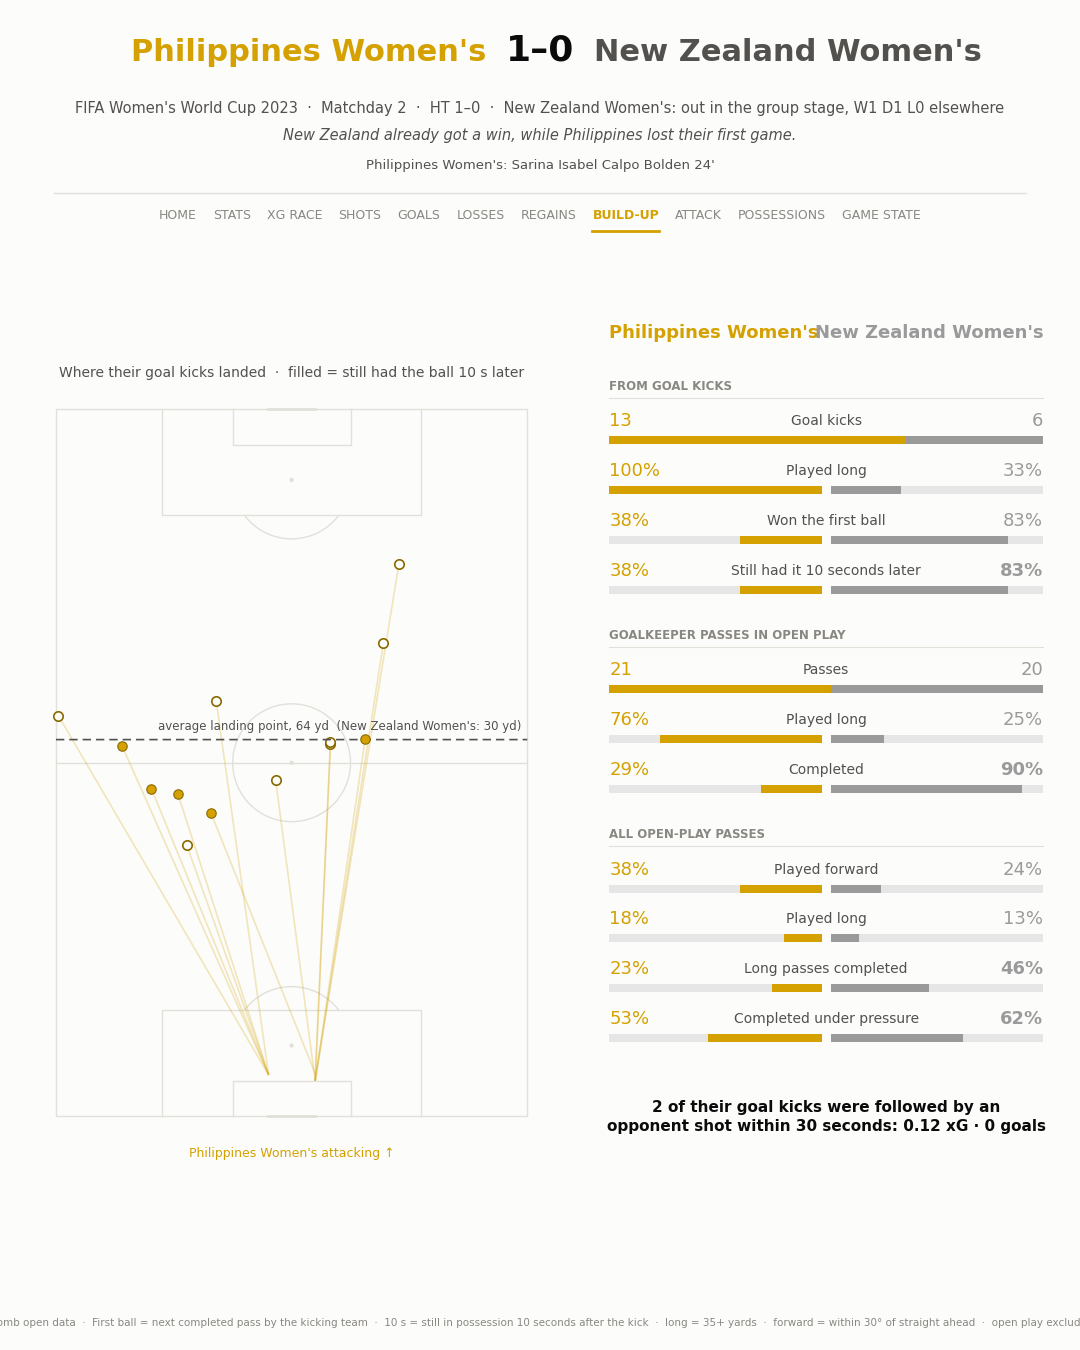 Philippines Women's 1–0 New Zealand Women's
FIFA Women's World Cup 2023 · Matchday 2 · HT 1–0 · New Zealand Women's: out in the group stage, W1 D1 L0 elsewhere
New Zealand already got a win, while Philippines lost their first game.
Philippines Women's: Sarina Isabel Calpo Bolden 24'
HOME STATS XG RACE SHOTS GOALS LOSSES REGAINS BUILD-UP ATTACK POSSESSIONS GAME STATE
Where their goal kicks landed · filled = still had the ball 10 s later
average landing point, 64 yd (New Zealand Women's: 30 yd)
Philippines Women's attacking ↑
Philippines Women's New Zealand Women's
FROM GOAL KICKS
13 Goal kicks 6
100% Played long 33%
38% Won the first ball 83%
38% Still had it 10 seconds later 83%
GOALKEEPER PASSES IN OPEN PLAY
21 Passes 20
76% Played long 25%
29% Completed 90%
ALL OPEN-PLAY PASSES
38% Played forward 24%
18% Played long 13%
23% Long passes completed 46%
53% Completed under pressure 62%
2 of their goal kicks were followed by an
opponent shot within 30 seconds: 0.12 xG · 0 goals
omb open data · First ball = next completed pass by the kicking team · 10 s = still in possession 10 seconds after the kick · long = 35+ yards · forward = within 30° of straight ahead · open play exclud